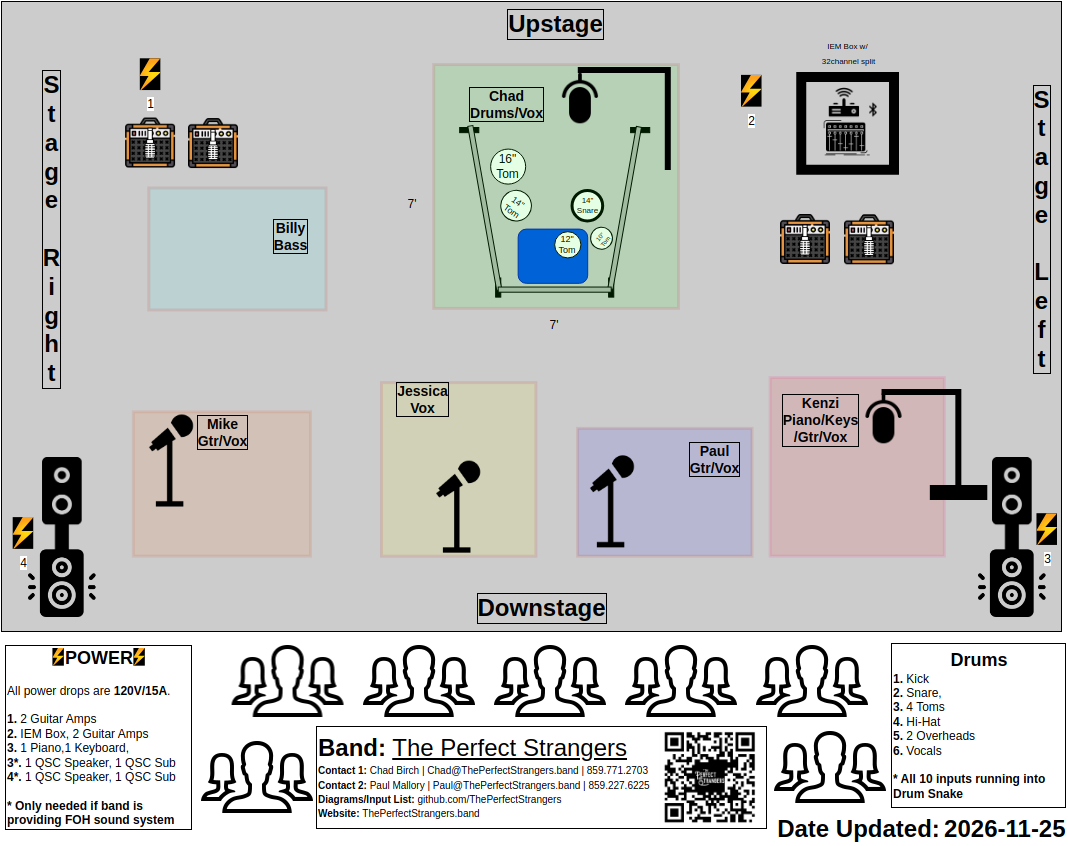 Upstage
IEM Box w/
32channel split
Stage Right
Stage Left
1
2
Chad
Drums/Vox
16"
Tom
14"
Tom
14"
Snare
12"
Tom
10"
Tom
7'
7'
Billy
Bass
Jessica
Vox
Mike
Gtr/Vox
Paul
Gtr/Vox
Kenzi
Piano/Keys
/Gtr/Vox
4
3
Downstage
POWER
All power drops are 120V/15A.
1. 2 Guitar Amps
2. IEM Box, 2 Guitar Amps
3. 1 Piano,1 Keyboard,
3*. 1 QSC Speaker, 1 QSC Sub
4*. 1 QSC Speaker, 1 QSC Sub
* Only needed if band is
providing FOH sound system
Band: The Perfect Strangers
Contact 1: Chad Birch | Chad@ThePerfectStrangers.band | 859.771.2703
Contact 2: Paul Mallory | Paul@ThePerfectStrangers.band | 859.227.6225
Diagrams/Input List: github.com/ThePerfectStrangers
Website: ThePerfectStrangers.band
PERFECT
STRANGERS
Drums
1. Kick
2. Snare,
3. 4 Toms
4. Hi-Hat
5. 2 Overheads
6. Vocals
* All 10 inputs running into
Drum Snake
Date Updated: 2026-11-25